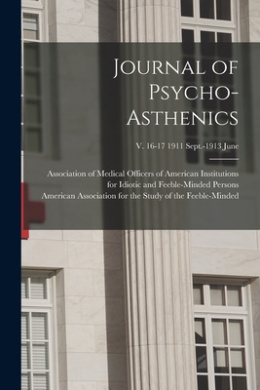 Journal of
Psycho-
Asthenics
V. 16-17 1911 Sept.-1913 June
Association of Medical Officers of American Institutions
for Idiotic and Feeble-Minded Persons
American Association for the Study of the Feeble-Minded